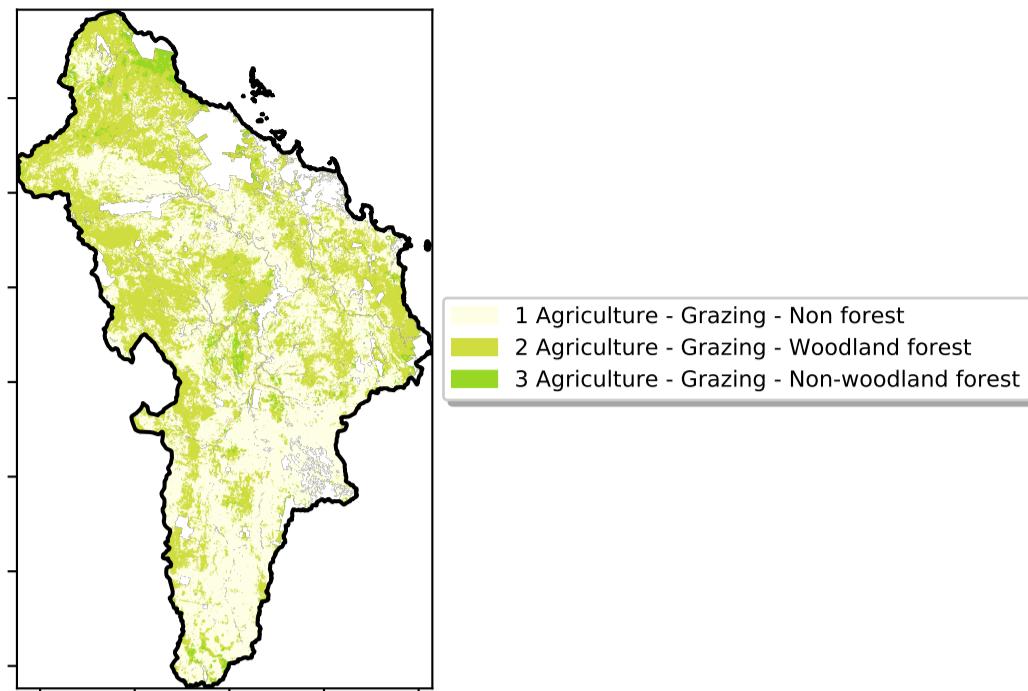 1 Agriculture - Grazing - Non forest
2 Agriculture - Grazing - Woodland forest
3 Agriculture - Grazing - Non-woodland forest